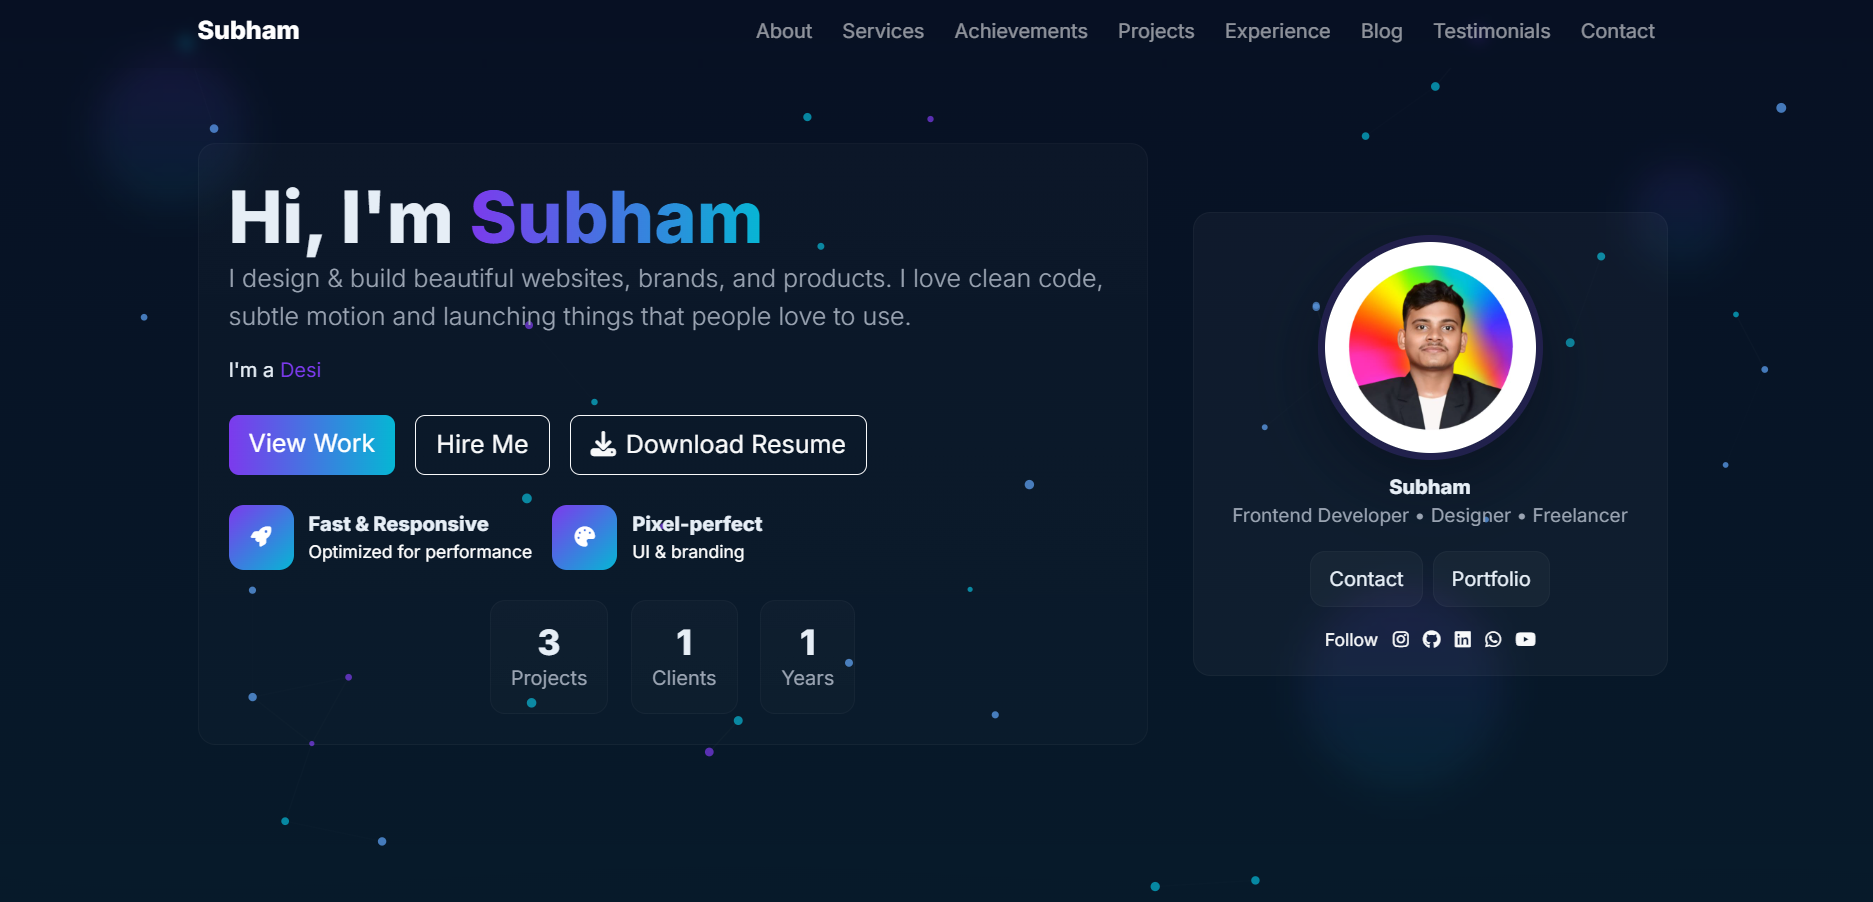 Subham
About Services Achievements Projects Experience Blog Testimonials Contact
Hi, I'm Subham
I design & build beautiful websites, brands, and products. I love clean code,
subtle motion and launching things that people love to use.
I'm a Desi
View Work
Hire Me
Download Resume
Fast & Responsive
Optimized for performance
Pixel-perfect
UI & branding
3
Projects
1
Clients
1
Years
Subham
Frontend Developer • Designer • Freelancer
Contact
Portfolio
Follow